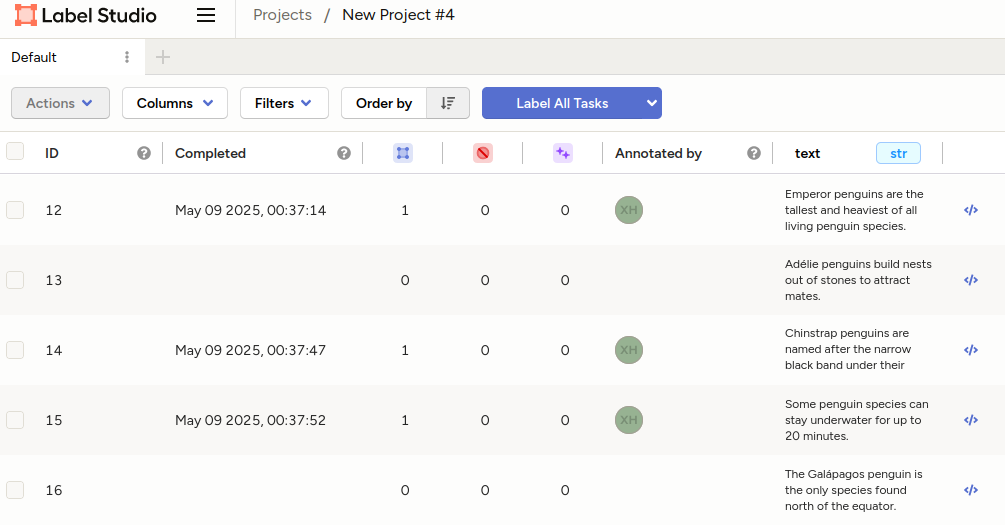 Label Studio Projects / New Project #4
Default
Actions Columns Filters Order by Label All Tasks
ID Completed Annotated by text str
12 May 09 2025, 00:37:14 1 0 0 XH Emperor penguins are the
tallest and heaviest of all
living penguin species.
13 0 0 0 Adélie penguins build nests
out of stones to attract
mates.
14 May 09 2025, 00:37:47 1 0 0 XH Chinstrap penguins are
named after the narrow
black band under their
15 May 09 2025, 00:37:52 1 0 0 XH Some penguin species can
stay underwater for up to
20 minutes.
16 0 0 0 The Galápagos penguin is
the only species found
north of the equator.